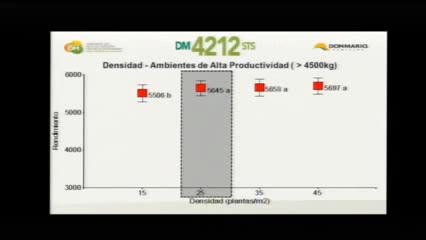 DM 4212 STS
DONMARIO
Densidad - Ambientes de Alta Productividad ( > 4500kg)
6000
5000
4000
3000
Rendimiento
5506 b
5645 a
5658 a
5697 a
15
25
35
45
Densidad (plantas/m2)